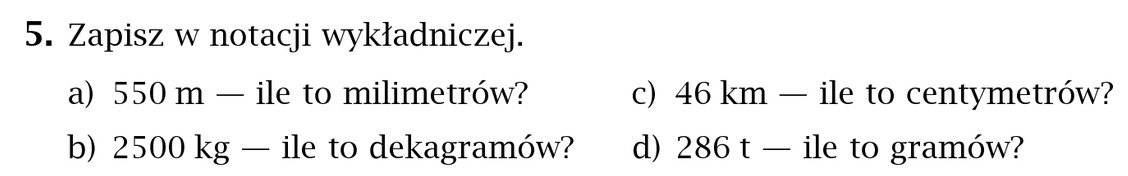 5. Zapisz w notacji wykładniczej.
a) 550 m — ile to milimetrów?
b) 2500 kg — ile to dekagramów?
c) 46 km — ile to centymetrów?
d) 286 t — ile to gramów?